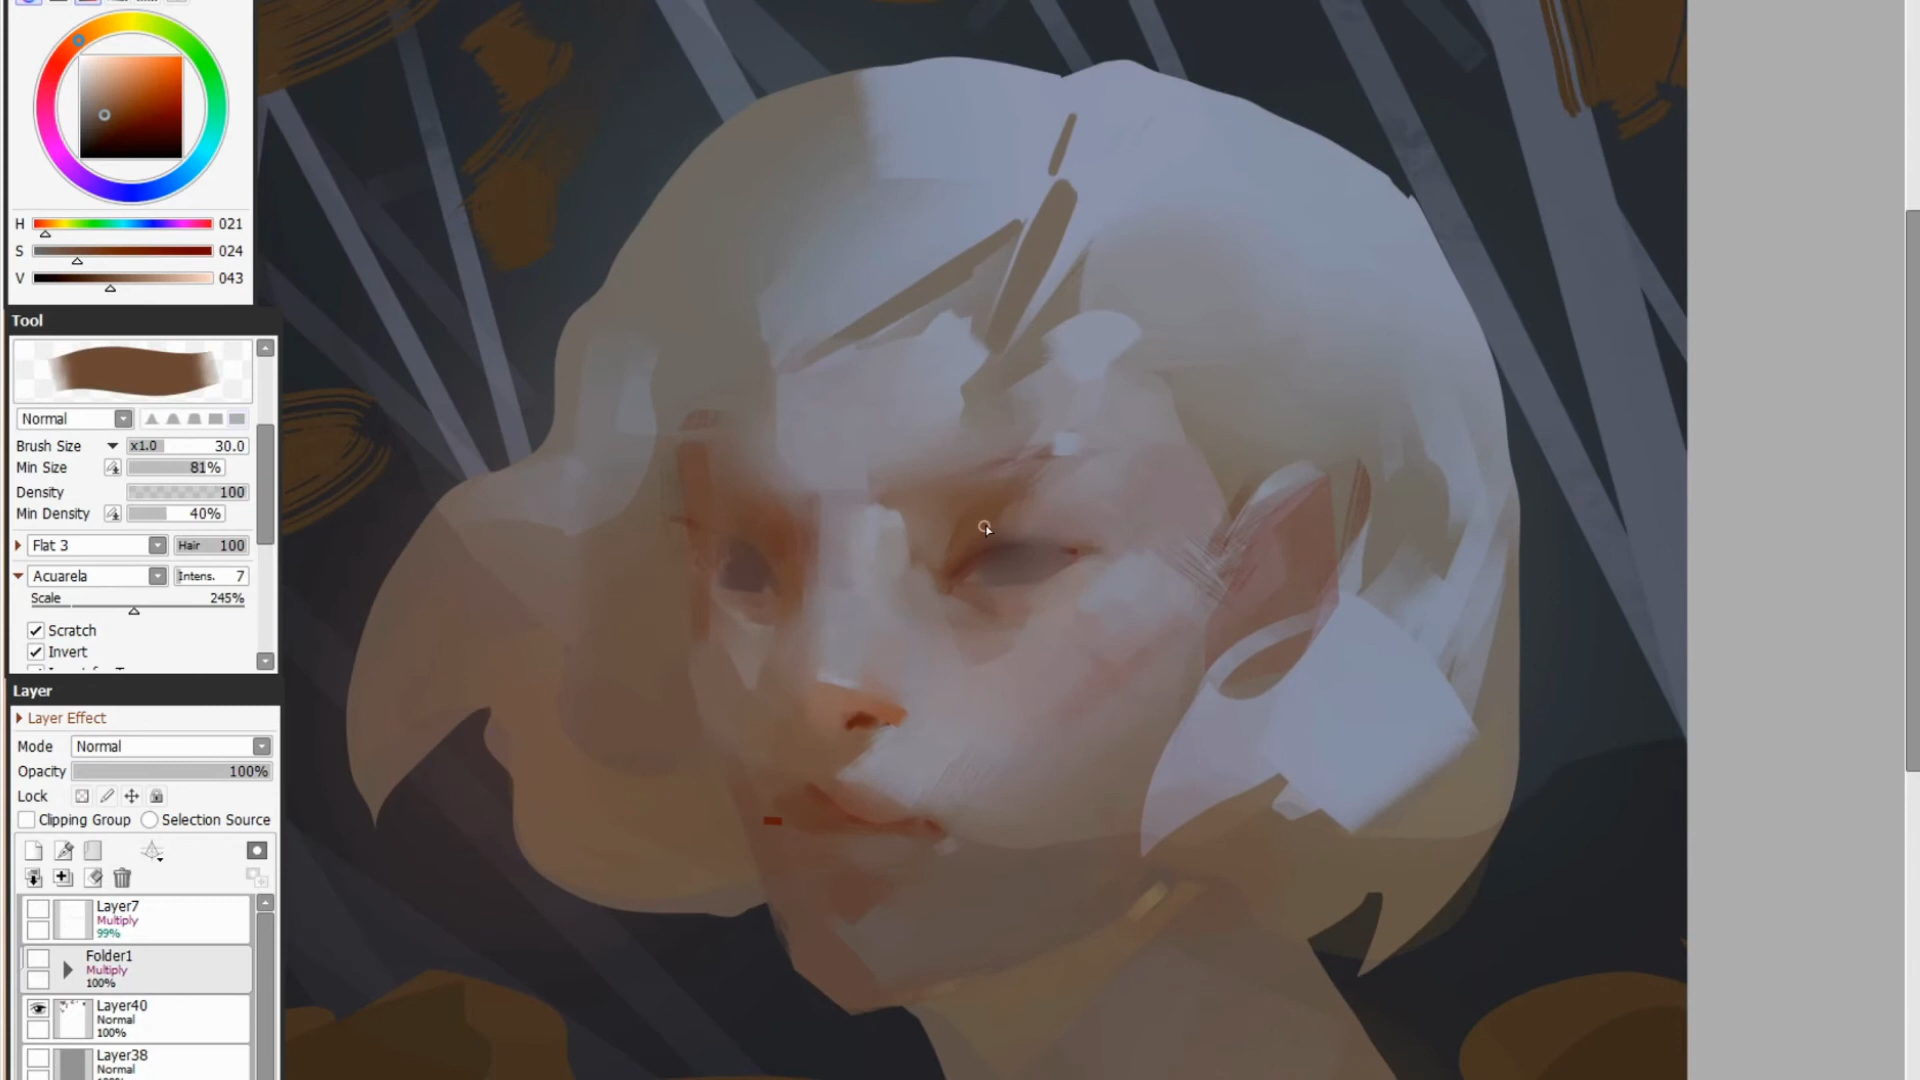 H 021
S 024
V 043
Tool
Normal
Brush Size x1.0 30.0
Min Size 81%
Density 100
Min Density 40%
Flat 3 Hair 100
Acuarela Intens. 7
Scale 245%
Scratch
Invert
Layer
Layer Effect
Mode Normal
Opacity 100%
Lock
Clipping Group Selection Source
Layer7
Multiply
99%
Folder1
Multiply
100%
Layer40
Normal
100%
Layer38
Normal